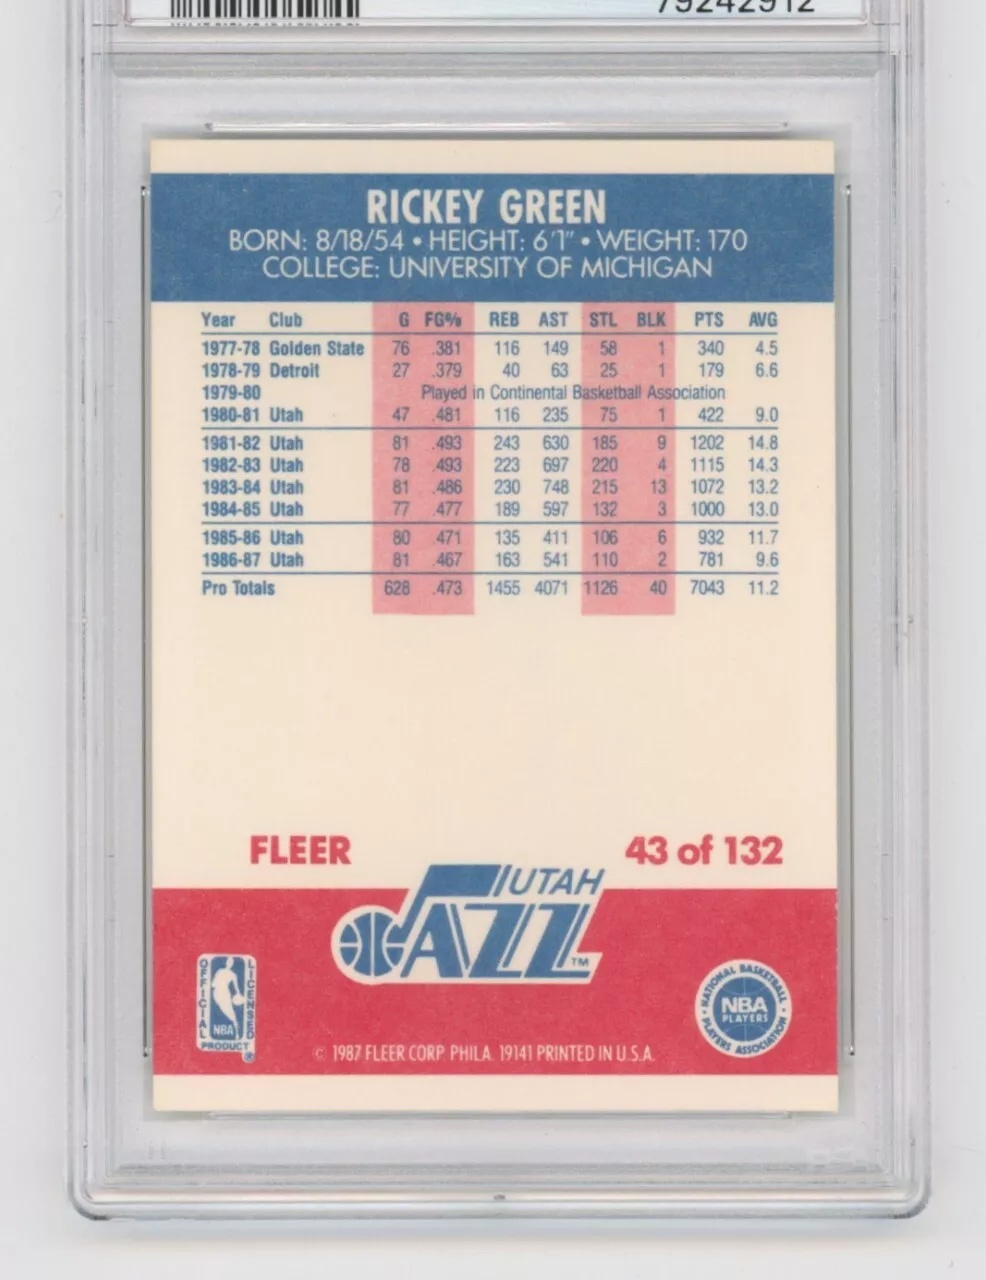 79242912
RICKEY GREEN
BORN: 8/18/54 • HEIGHT: 6'1" • WEIGHT: 170
COLLEGE: UNIVERSITY OF MICHIGAN
Year Club G FG% REB AST STL BLK PTS AVG
1977-78 Golden State 76 .381 116 149 58 1 340 4.5
1978-79 Detroit 27 .379 40 63 25 1 179 6.6
1979-80 Played in Continental Basketball Association
1980-81 Utah 47 .481 116 235 75 1 422 9.0
1981-82 Utah 81 .493 243 630 185 9 1202 14.8
1982-83 Utah 78 .493 223 697 220 4 1115 14.3
1983-84 Utah 81 .486 230 748 215 13 1072 13.2
1984-85 Utah 77 .477 189 597 132 3 1000 13.0
1985-86 Utah 80 .471 135 411 106 6 932 11.7
1986-87 Utah 81 .467 163 541 110 2 781 9.6
Pro Totals 628 .473 1455 4071 1126 40 7043 11.2
FLEER 43 of 132
UTAH
JAZZ™
OFFICIAL LICENSED
NBA
PRODUCT ®
NATIONAL BASKETBALL
NBA
PLAYERS
PLAYERS ASSOCIATION
© 1987 FLEER CORP. PHILA. 19141 PRINTED IN U.S.A.
PSA